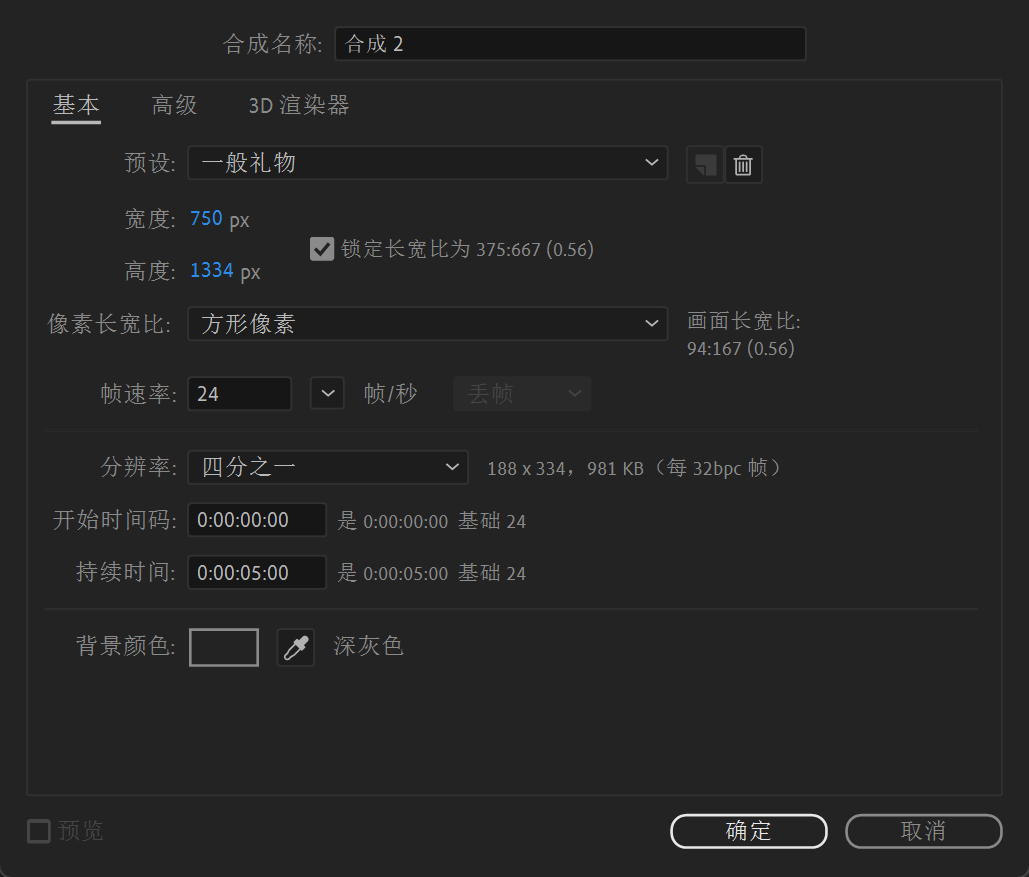 合成名称: 合成 2
基本 高级 3D 渲染器
预设: 一般礼物
宽度: 750 px
锁定长宽比为 375:667 (0.56)
高度: 1334 px
像素长宽比: 方形像素 画面长宽比:
94:167 (0.56)
帧速率: 24 帧/秒 丢帧
分辨率: 四分之一 188 x 334，981 KB（每 32bpc 帧）
开始时间码: 0:00:00:00 是 0:00:00:00 基础 24
持续时间: 0:00:05:00 是 0:00:05:00 基础 24
背景颜色: 深灰色
预览 确定 取消